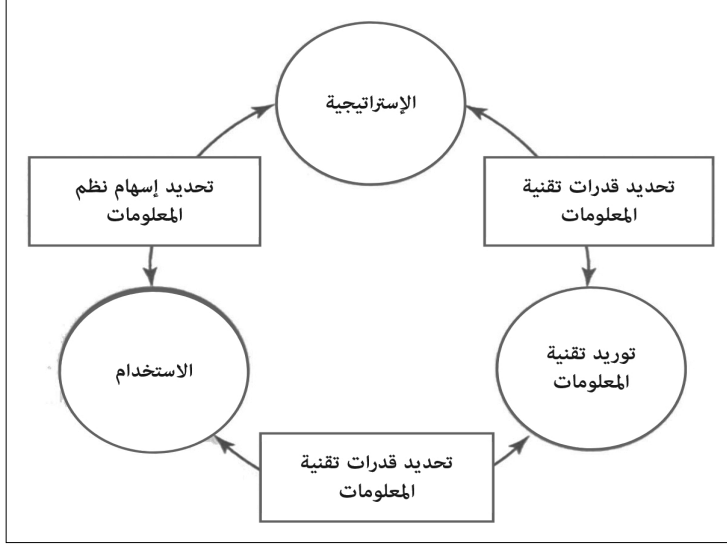 الإستراتيجية
تحديد قدرات تقنية
المعلومات
تحديد إسهام نظم
المعلومات
توريد تقنية
المعلومات
الاستخدام
تحديد قدرات تقنية
المعلومات